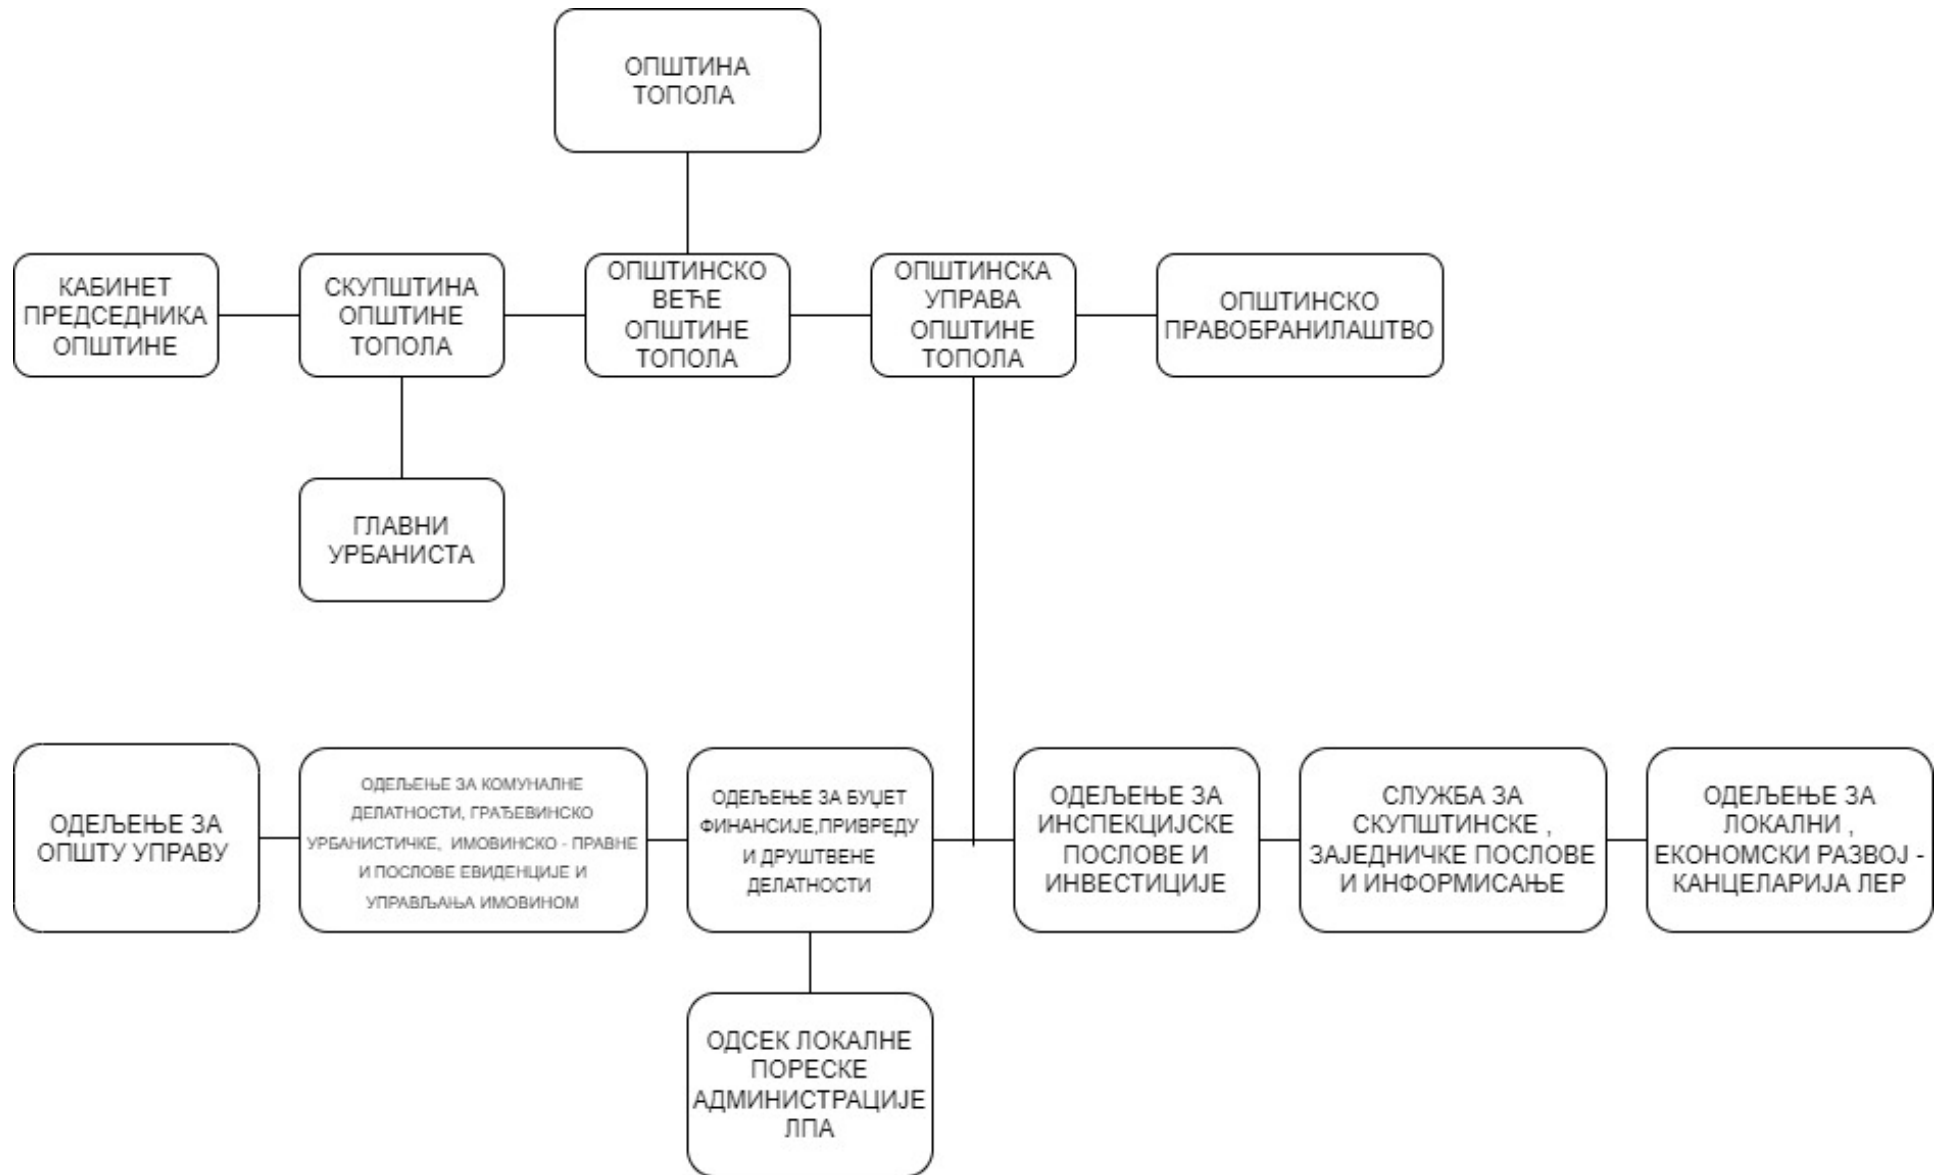 ОПШТИНА
ТОПОЛА
КАБИНЕТ
ПРЕДСЕДНИКА
ОПШТИНЕ
СКУПШТИНА
ОПШТИНЕ
ТОПОЛА
ОПШТИНСКО
ВЕЋЕ
ОПШТИНЕ
ТОПОЛА
ОПШТИНСКА
УПРАВА
ОПШТИНЕ
ТОПОЛА
ОПШТИНСКО
ПРАВОБРАНИЛАШТВО
ГЛАВНИ
УРБАНИСТА
ОДЕЉЕЊЕ ЗА
ОПШТУ УПРАВУ
ОДЕЉЕЊЕ ЗА КОМУНАЛНЕ
ДЕЛАТНОСТИ, ГРАЂЕВИНСКО
УРБАНИСТИЧКЕ, ИМОВИНСКО - ПРАВНЕ
И ПОСЛОВЕ ЕВИДЕНЦИЈЕ И
УПРАВЉАЊА ИМОВИНОМ
ОДЕЉЕЊЕ ЗА БУЏЕТ
ФИНАНСИЈЕ,ПРИВРЕДУ
И ДРУШТВЕНЕ
ДЕЛАТНОСТИ
ОДЕЉЕЊЕ ЗА
ИНСПЕКЦИЈСКЕ
ПОСЛОВЕ И
ИНВЕСТИЦИЈЕ
СЛУЖБА ЗА
СКУПШТИНСКЕ ,
ЗАЈЕДНИЧКЕ ПОСЛОВЕ
И ИНФОРМИСАЊЕ
ОДЕЉЕЊЕ ЗА
ЛОКАЛНИ ,
ЕКОНОМСКИ РАЗВОЈ -
КАНЦЕЛАРИЈА ЛЕР
ОДСЕК ЛОКАЛНЕ
ПОРЕСКЕ
АДМИНИСТРАЦИЈЕ
ЛПА